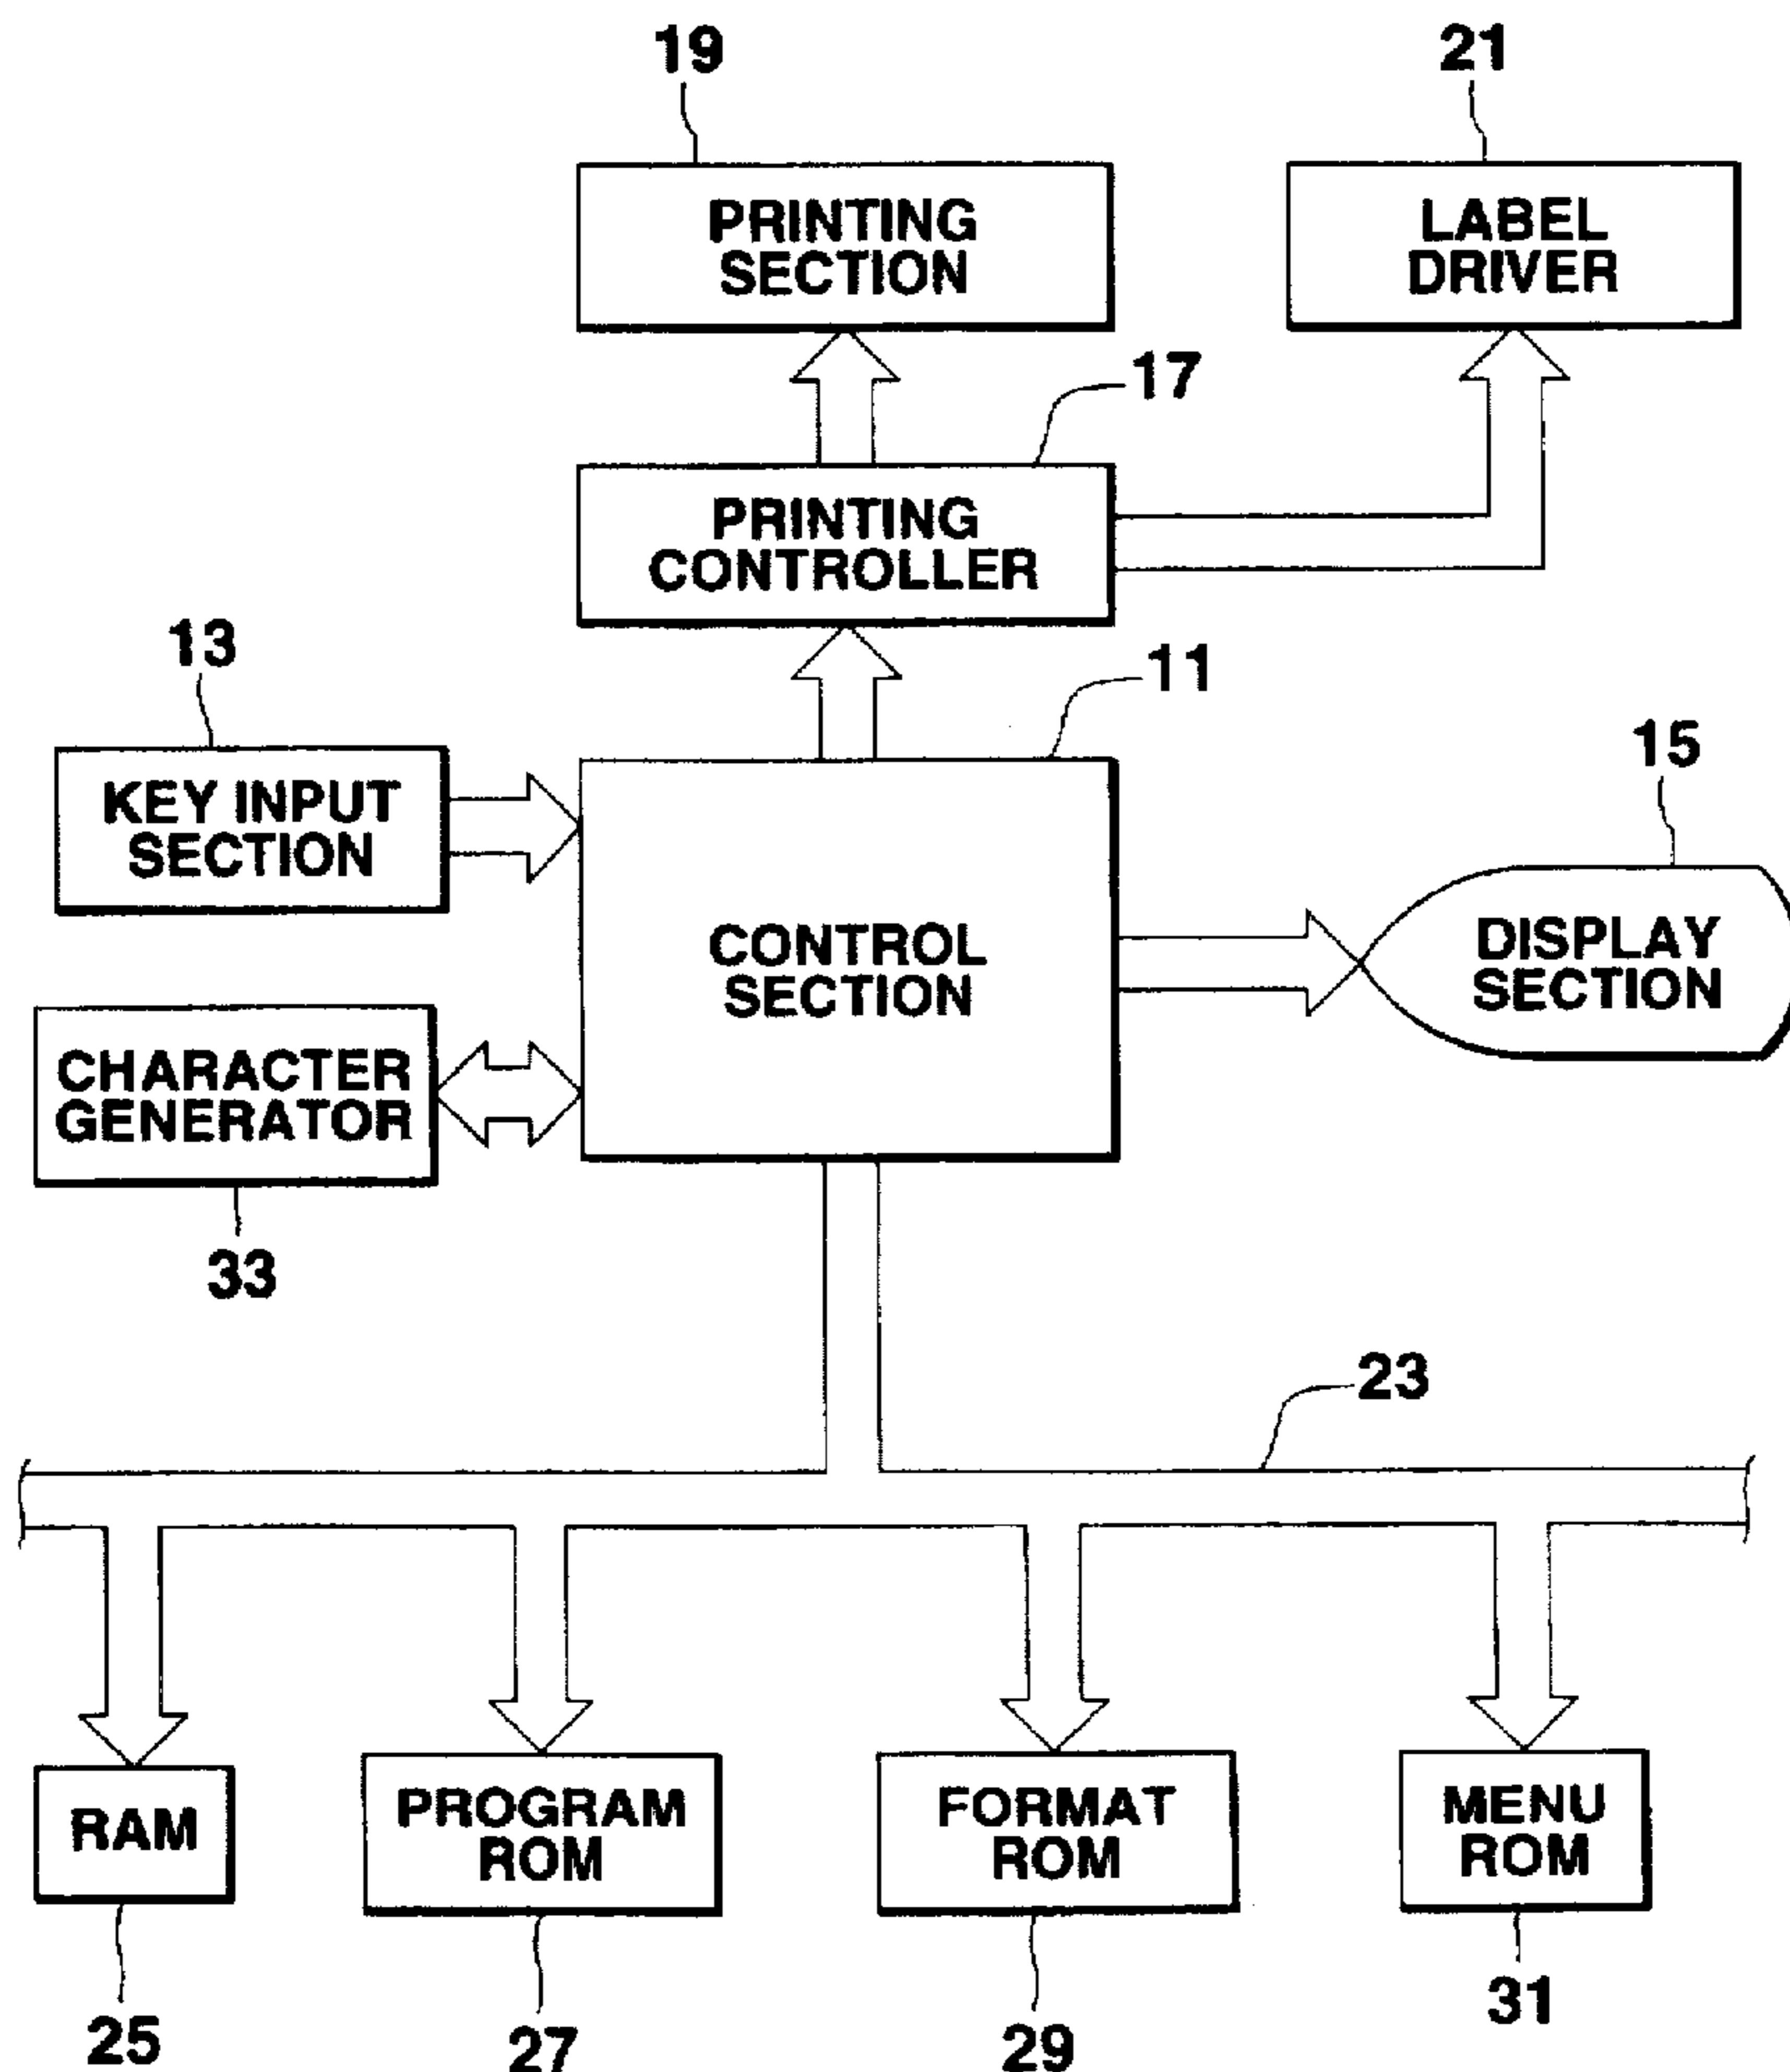 19
21
PRINTING
SECTION
LABEL
DRIVER
17
PRINTING
CONTROLLER
13
11
15
KEY INPUT
SECTION
CONTROL
SECTION
DISPLAY
SECTION
CHARACTER
GENERATOR
33
23
RAM
PROGRAM
ROM
FORMAT
ROM
MENU
ROM
25
27
29
31